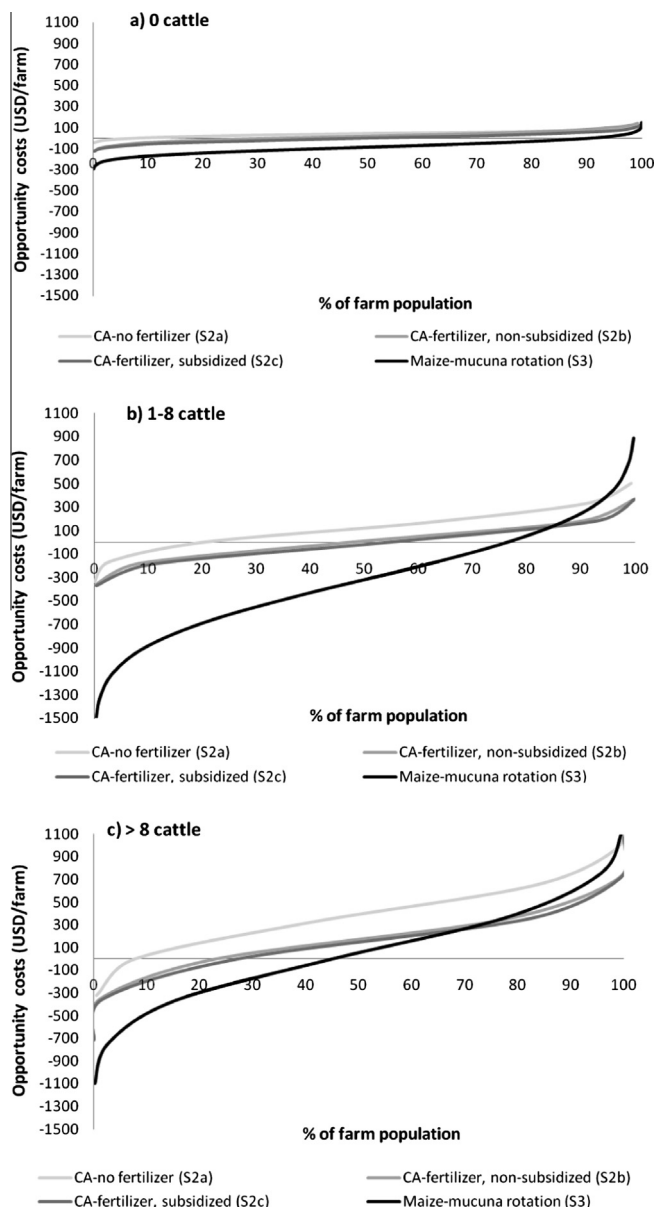 a) 0 cattle
Opportunity costs (USD/farm)
1100
900
700
500
300
100
-100
-300
-500
-700
-900
-1100
-1300
-1500
0 10 20 30 40 50 60 70 80 90 100
% of farm population
CA-no fertilizer (S2a) CA-fertilizer, non-subsidized (S2b)
CA-fertilizer, subsidized (S2c) Maize-mucuna rotation (S3)
b) 1-8 cattle
Opportunity costs (USD/farm)
1100
900
700
500
300
100
-100
-300
-500
-700
-900
-1100
-1300
-1500
0 10 20 30 40 50 60 70 80 90 100
% of farm population
CA-no fertilizer (S2a) CA-fertilizer, non-subsidized (S2b)
CA-fertilizer, subsidized (S2c) Maize-mucuna rotation (S3)
c) > 8 cattle
Opportunity costs (USD/farm)
1100
900
700
500
300
100
-100
-300
-500
-700
-900
-1100
-1300
-1500
0 10 20 30 40 50 60 70 80 90 100
% of farm population
CA-no fertilizer (S2a) CA-fertilizer, non-subsidized (S2b)
CA-fertilizer, subsidized (S2c) Maize-mucuna rotation (S3)